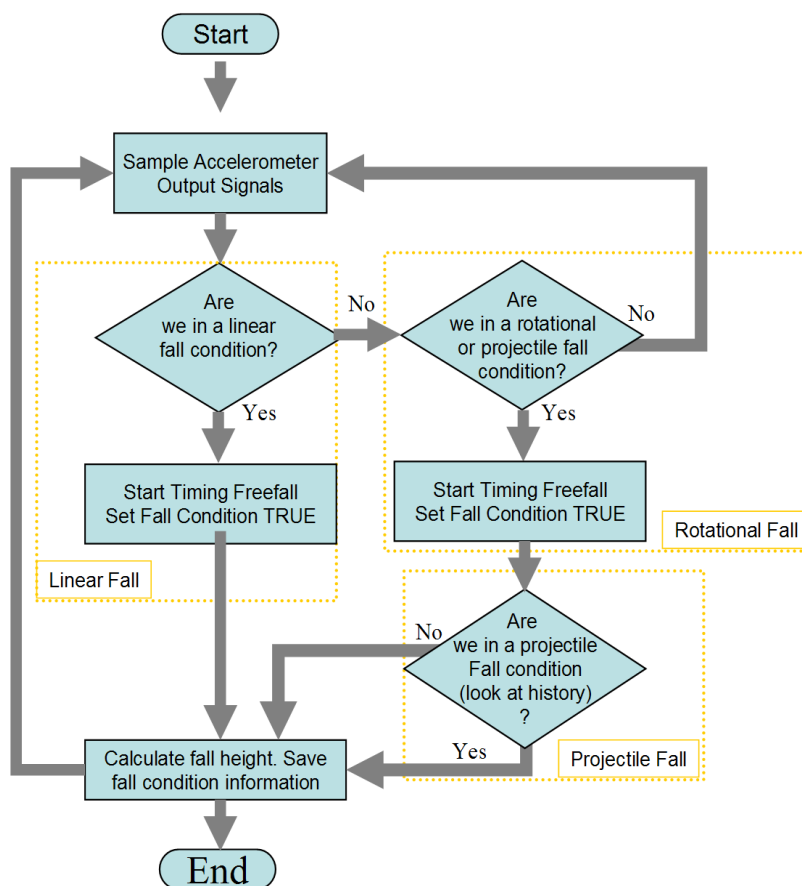 Start
Sample Accelerometer
Output Signals
Are
we in a linear
fall condition?
No
Are
we in a rotational
or projectile fall
condition?
No
Yes
Yes
Start Timing Freefall
Set Fall Condition TRUE
Start Timing Freefall
Set Fall Condition TRUE
Rotational Fall
Linear Fall
Are
we in a projectile
Fall condition
(look at history)
?
No
Yes
Projectile Fall
Calculate fall height. Save
fall condition information
End